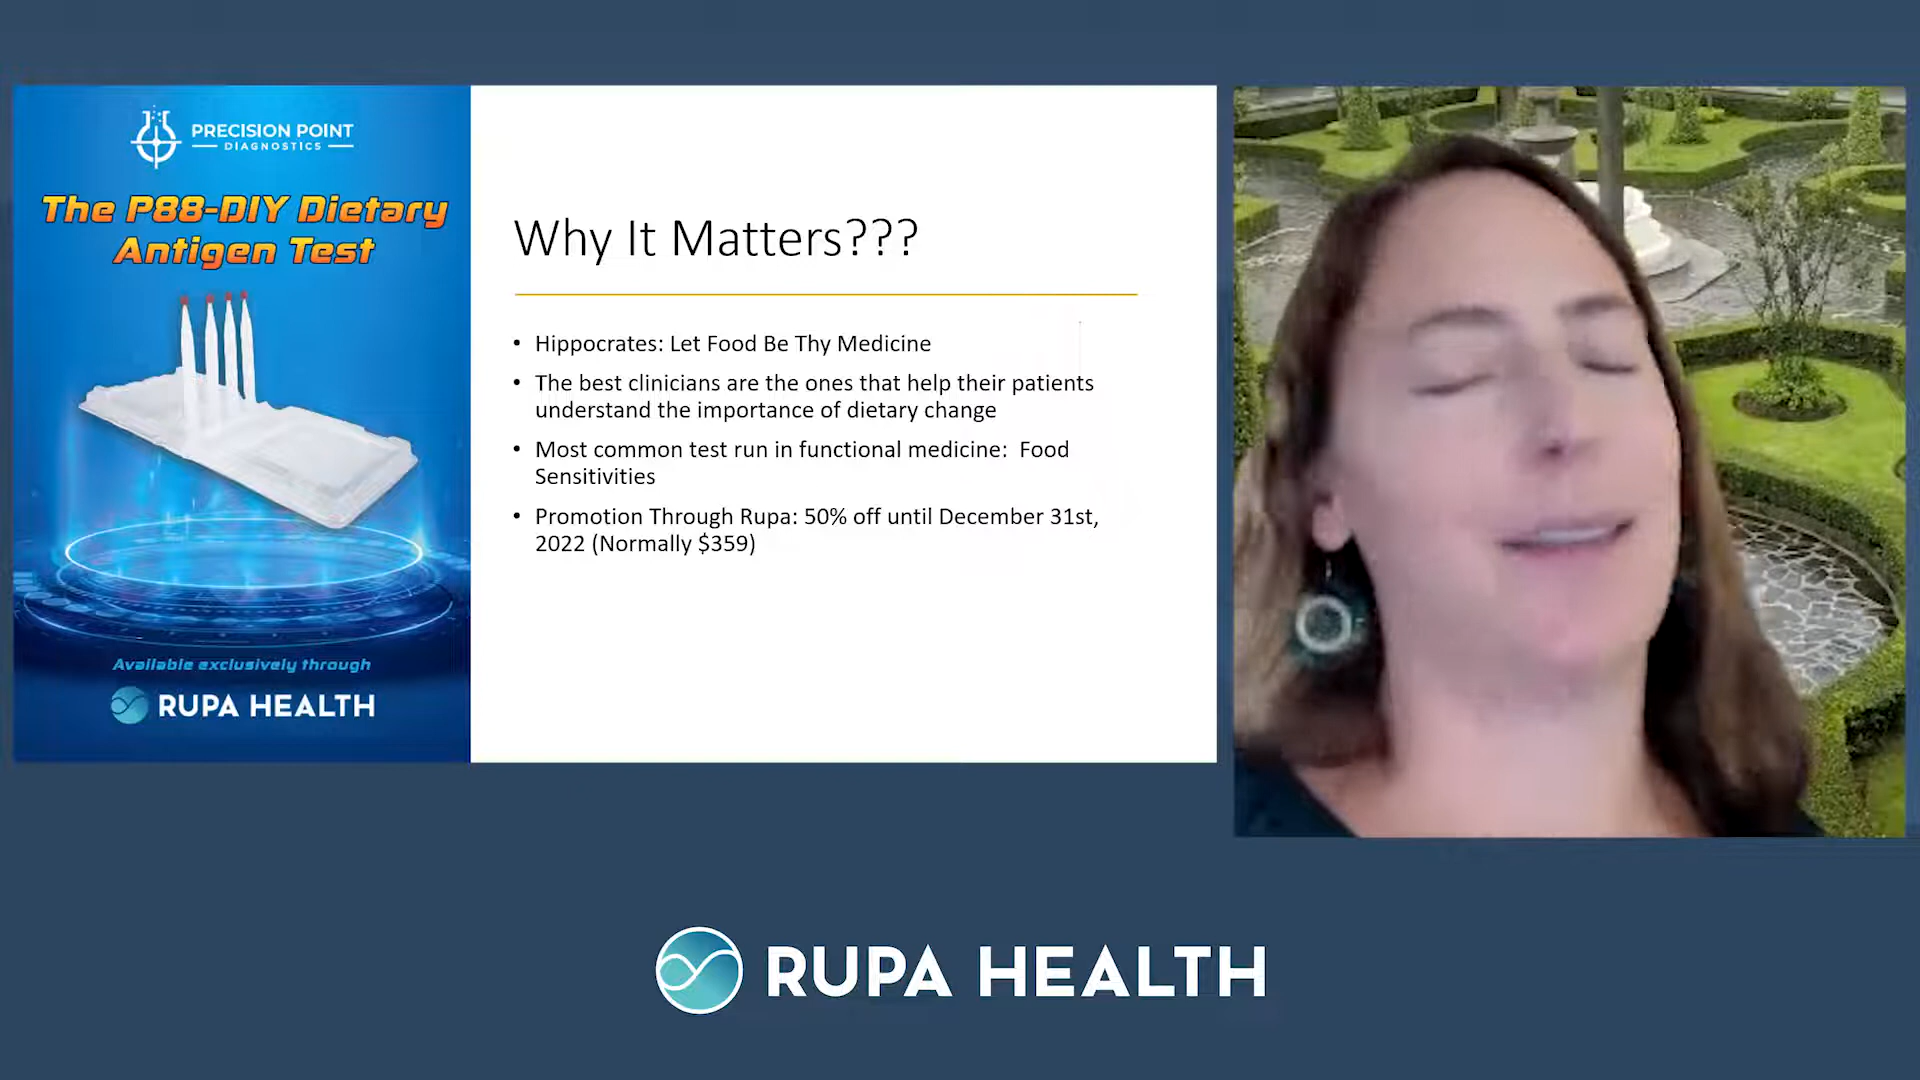 PRECISION POINT
DIAGNOSTICS
The P88-DIY Dietary
Antigen Test
Available exclusively through
RUPA HEALTH
Why It Matters???
• Hippocrates: Let Food Be Thy Medicine
• The best clinicians are the ones that help their patients
understand the importance of dietary change
• Most common test run in functional medicine:  Food
Sensitivities
• Promotion Through Rupa: 50% off until December 31st,
2022 (Normally $359)
RUPA HEALTH